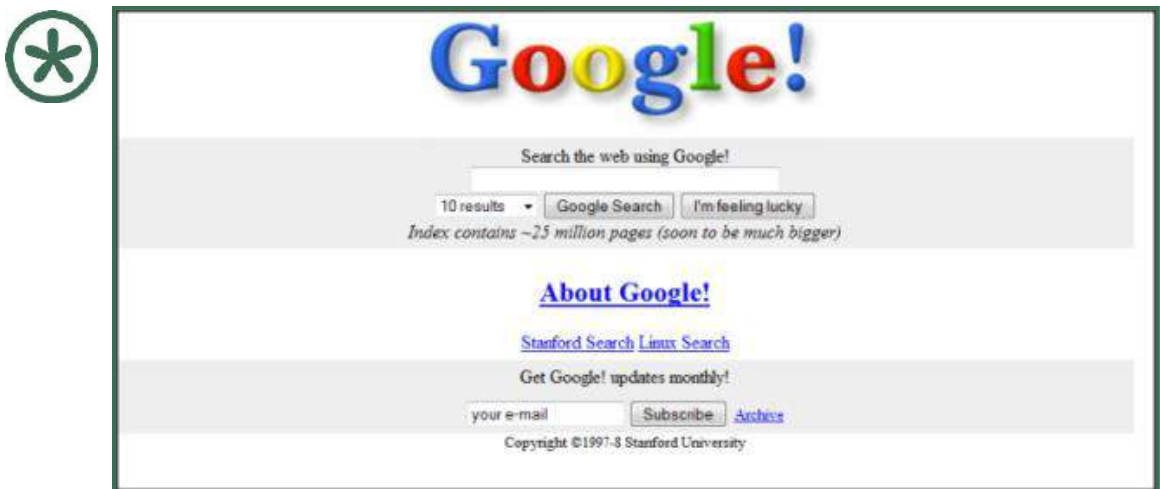 Google!
Search the web using Google!
10 results Google Search I'm feeling lucky
Index contains ~25 million pages (soon to be much bigger)
About Google!
Stanford Search Linux Search
Get Google! updates monthly!
your e-mail Subscribe Archive
Copyright ©1997-8 Stanford University